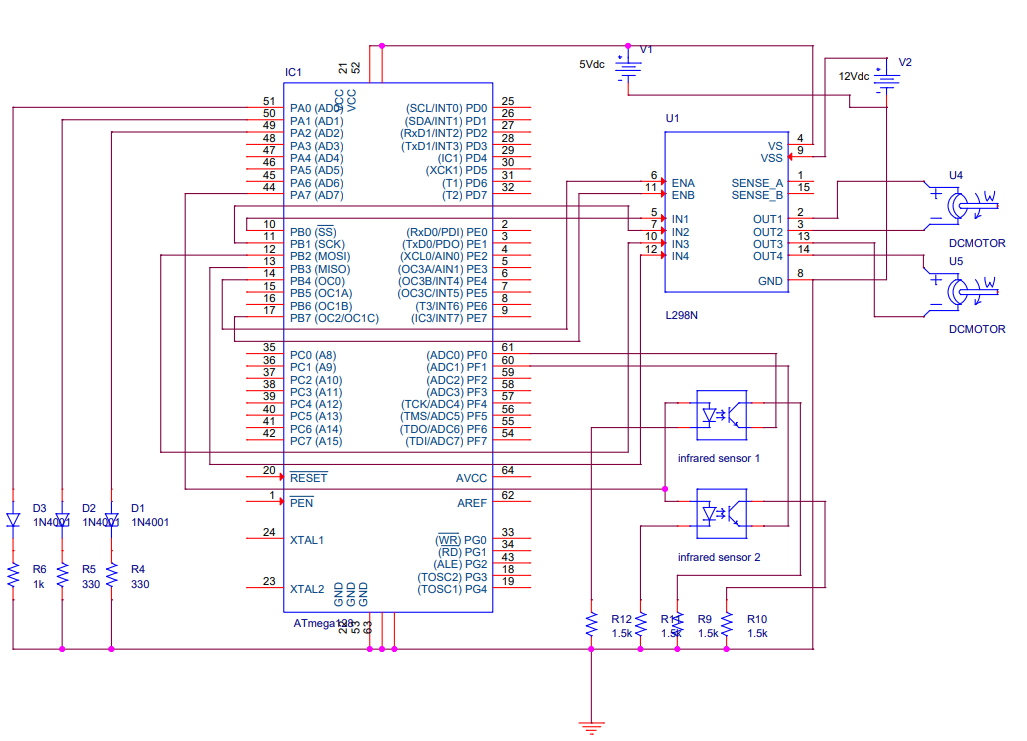 V1
5Vdc
V2
12Vdc
IC1
21
52
VCC
VCC
51 PA0 (AD0)
50 PA1 (AD1)
49 PA2 (AD2)
48 PA3 (AD3)
47 PA4 (AD4)
46 PA5 (AD5)
45 PA6 (AD6)
44 PA7 (AD7)
(SCL/INT0) PD0 25
(SDA/INT1) PD1 26
(RxD1/INT2) PD2 27
(TxD1/INT3) PD3 28
(IC1) PD4 29
(XCK1) PD5 30
(T1) PD6 31
(T2) PD7 32
10 PB0 (SS)
11 PB1 (SCK)
12 PB2 (MOSI)
13 PB3 (MISO)
14 PB4 (OC0)
15 PB5 (OC1A)
16 PB6 (OC1B)
17 PB7 (OC2/OC1C)
(RxD0/PDI) PE0 2
(TxD0/PDO) PE1 3
(XCL0/AIN0) PE2 4
(OC3A/AIN1) PE3 5
(OC3B/INT4) PE4 6
(OC3C/INT5) PE5 7
(T3/INT6) PE6 8
(IC3/INT7) PE7 9
35 PC0 (A8)
36 PC1 (A9)
37 PC2 (A10)
38 PC3 (A11)
39 PC4 (A12)
40 PC5 (A13)
41 PC6 (A14)
42 PC7 (A15)
(ADC0) PF0 61
(ADC1) PF1 60
(ADC2) PF2 59
(ADC3) PF3 58
(TCK/ADC4) PF4 57
(TMS/ADC5) PF5 56
(TDO/ADC6) PF6 55
(TDI/ADC7) PF7 54
20 RESET
AVCC 64
1 PEN
AREF 62
24 XTAL1
23 XTAL2
(WR) PG0 33
(RD) PG1 34
(ALE) PG2 43
(TOSC2) PG3 18
(TOSC1) PG4 19
GND
GND
GND
53
63
ATmega128
U1
6 ENA
11 ENB
5 IN1
7 IN2
10 IN3
12 IN4
VS 4
VSS 9
SENSE_A 1
SENSE_B 15
OUT1 2
OUT2 3
OUT3 13
OUT4 14
GND 8
L298N
U4
DCMOTOR
U5
DCMOTOR
infrared sensor 1
infrared sensor 2
D3
1N4001
D2
1N4001
D1
1N4001
R6
1k
R5
330
R4
330
R12
1.5k
R11
1.5k
R9
1.5k
R10
1.5k